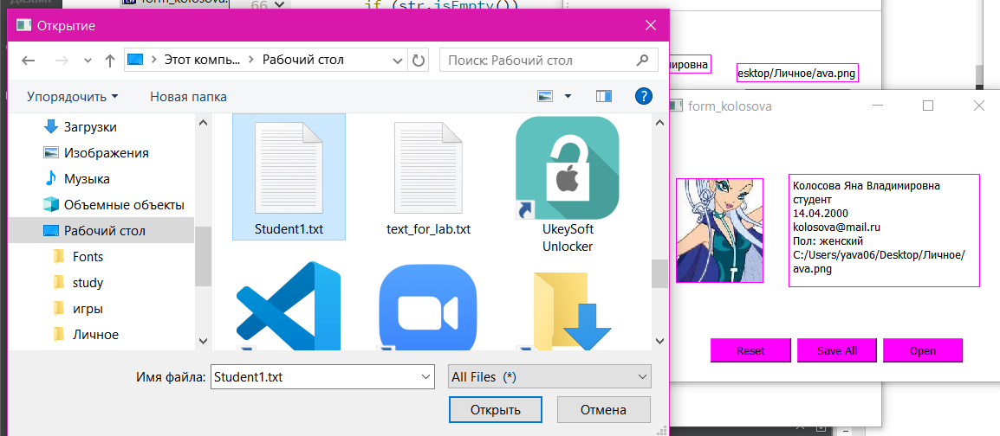 form_kolosova.
66
if (str.isEmpty())
Открытие
Этот компь...
Рабочий стол
Поиск: Рабочий стол
Упорядочить
Новая папка
Загрузки
Изображения
Музыка
Объемные объекты
Рабочий стол
Fonts
study
игры
Личное
Student1.txt
text_for_lab.txt
UkeySoft
Unlocker
Имя файла:
Student1.txt
All Files (*)
Открыть
Отмена
esktop/Личное/ava.png
form_kolosova
Колосова Яна Владимировна
студент
14.04.2000
kolosova@mail.ru
Пол: женский
C:/Users/yava06/Desktop/Личное/
ava.png
Reset
Save All
Open